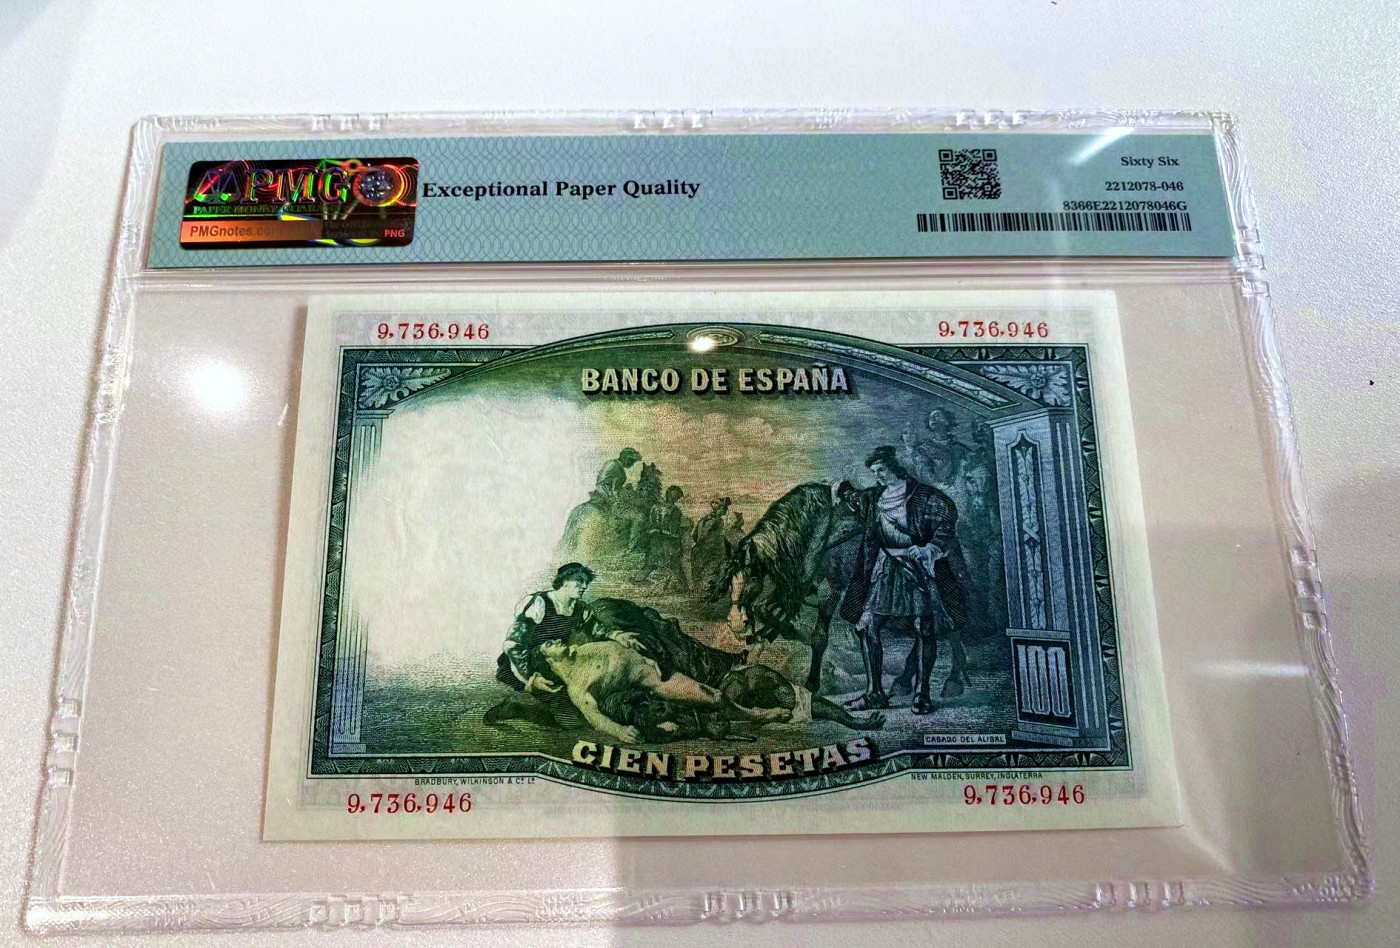 PMG
PMGnotes.com
PNG
Exceptional Paper Quality
Sixty Six
2212078-046
8366E2212078046G
9,736,946
9,736,946
BANCO DE ESPAÑA
100
CASADO DEL ALISAL
CIEN PESETAS
BRADBURY, WILKINSON & Cº Lᵈ
NEW MALDEN, SURREY, INGLATERRA
9,736,946
9,736,946